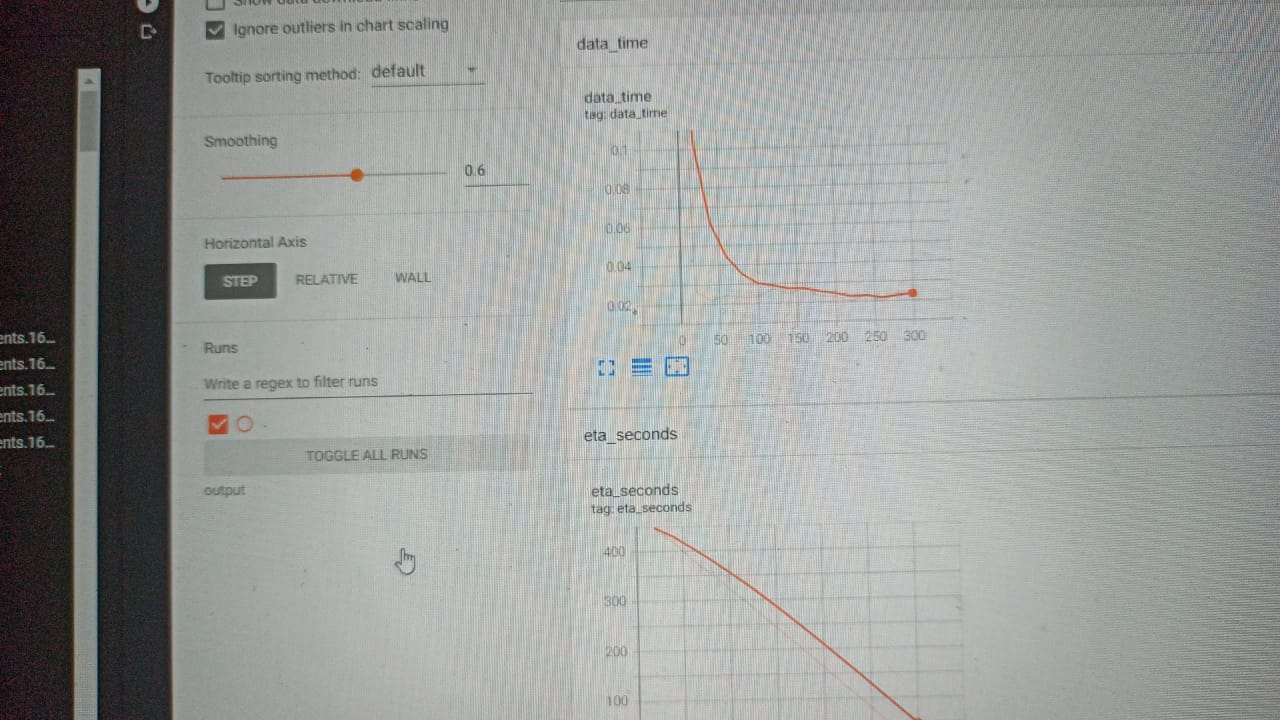 Ignore outliers in chart scaling
Tooltip sorting method: default
Smoothing
0.6
Horizontal Axis
STEP RELATIVE WALL
Runs
Write a regex to filter runs
TOGGLE ALL RUNS
output
ents.16...
ents.16...
ents.16...
ents.16...
ents.16...
data_time
data_time
tag: data_time
0.1
0.08
0.06
0.04
0.02
0 50 100 150 200 250 300
eta_seconds
eta_seconds
tag: eta_seconds
400
300
200
100